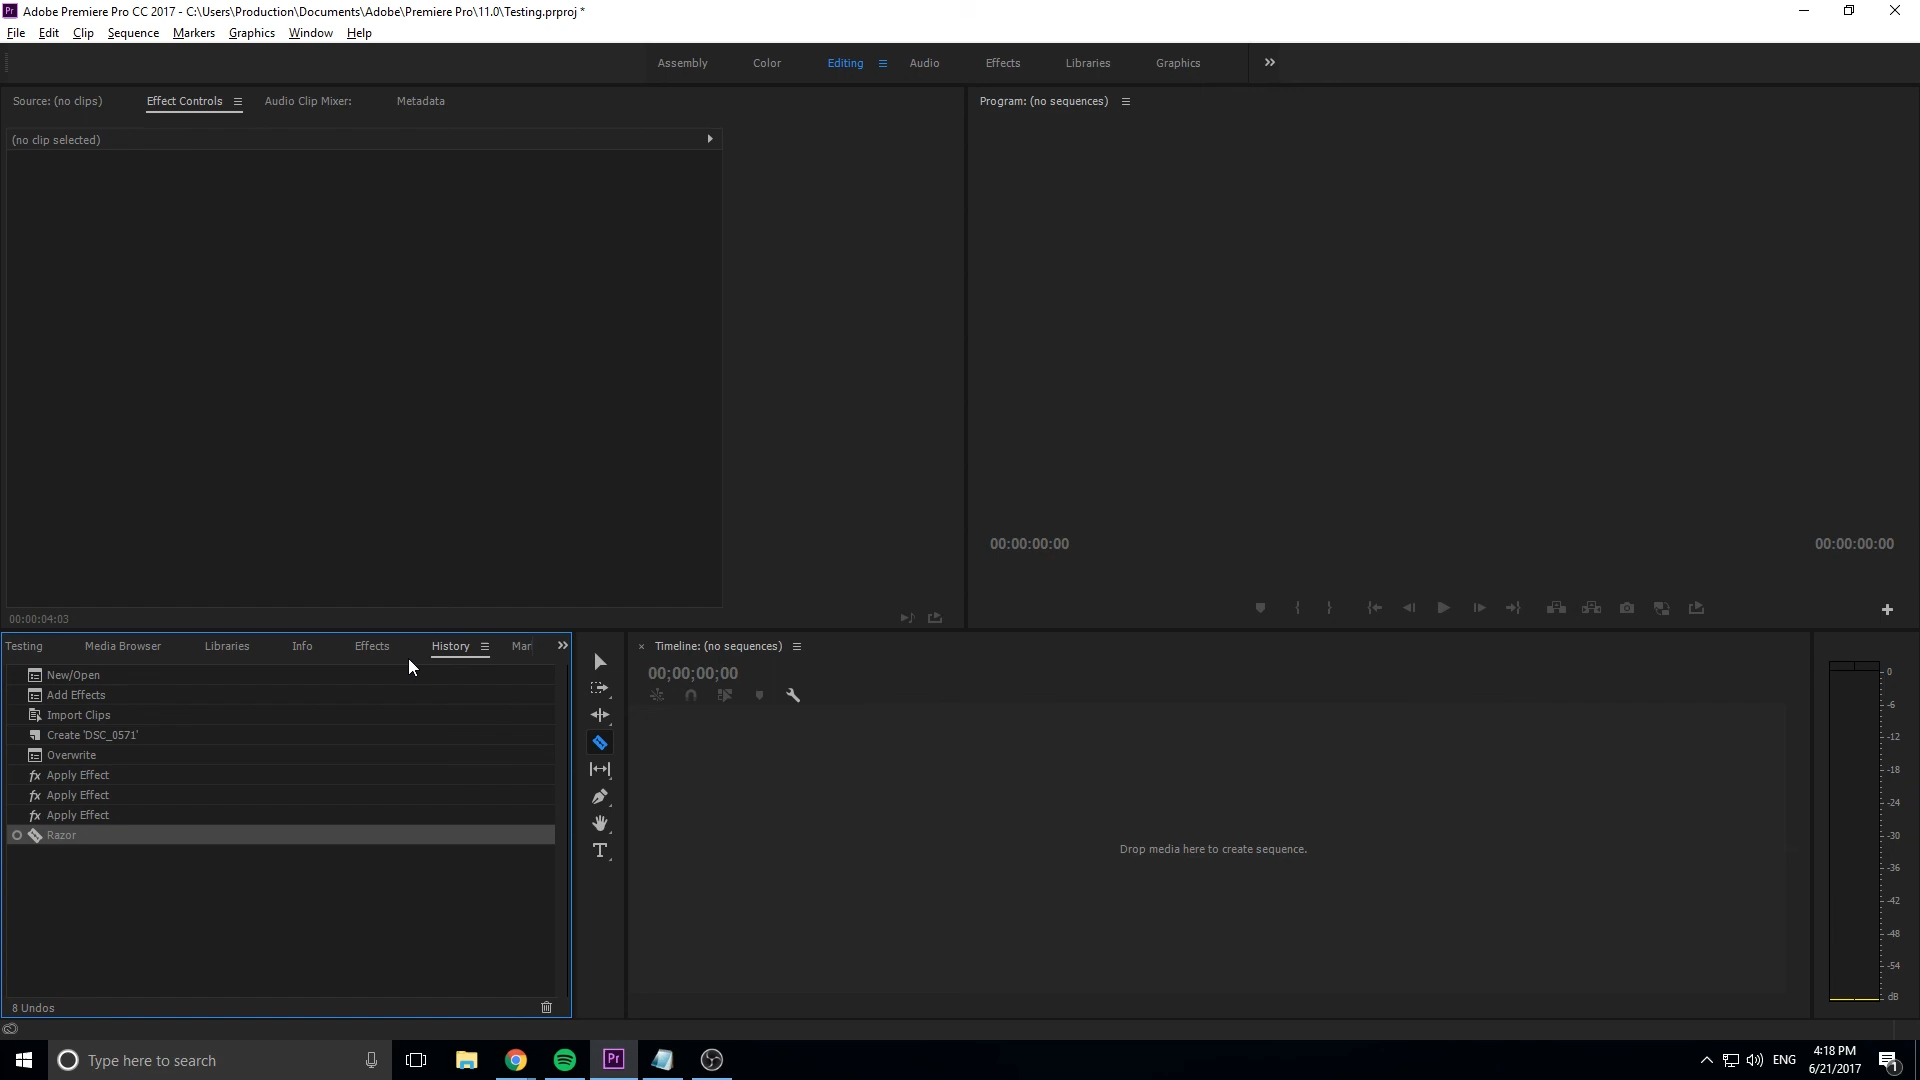 Pr Adobe Premiere Pro CC 2017 - C:\Users\Production\Documents\Adobe\Premiere Pro\11.0\Testing.prproj *
File Edit Clip Sequence Markers Graphics Window Help
Assembly Color Editing Audio Effects Libraries Graphics
Source: (no clips) Effect Controls Audio Clip Mixer: Metadata
Program: (no sequences)
(no clip selected)
00:00:00:00 00:00:00:00
00:00:04:03
Testing Media Browser Libraries Info Effects History Mar
New/Open
Add Effects
Import Clips
Create 'DSC_0571'
Overwrite
fx Apply Effect
fx Apply Effect
fx Apply Effect
Razor
8 Undos
T
Timeline: (no sequences)
00;00;00;00
Drop media here to create sequence.
0
-6
-12
-18
-24
-30
-36
-42
-48
-54
dB
Type here to search
Pr
ENG
4:18 PM
6/21/2017
1